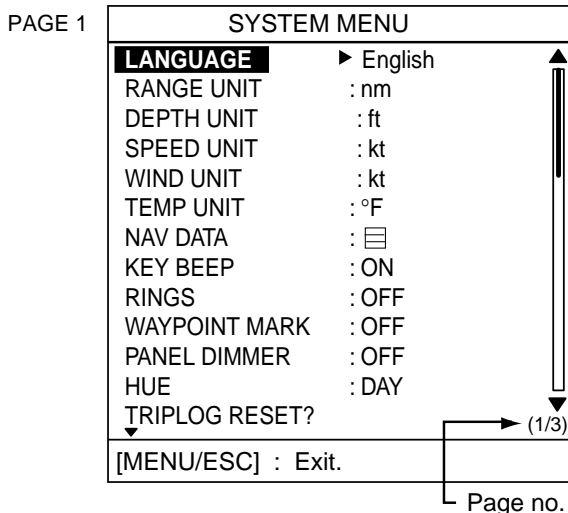 PAGE 1
SYSTEM MENU
LANGUAGE ▶ English
RANGE UNIT : nm
DEPTH UNIT : ft
SPEED UNIT : kt
WIND UNIT : kt
TEMP UNIT : °F
NAV DATA :
KEY BEEP : ON
RINGS : OFF
WAYPOINT MARK : OFF
PANEL DIMMER : OFF
HUE : DAY
TRIPLOG RESET?
(1/3)
[MENU/ESC] : Exit.
Page no.